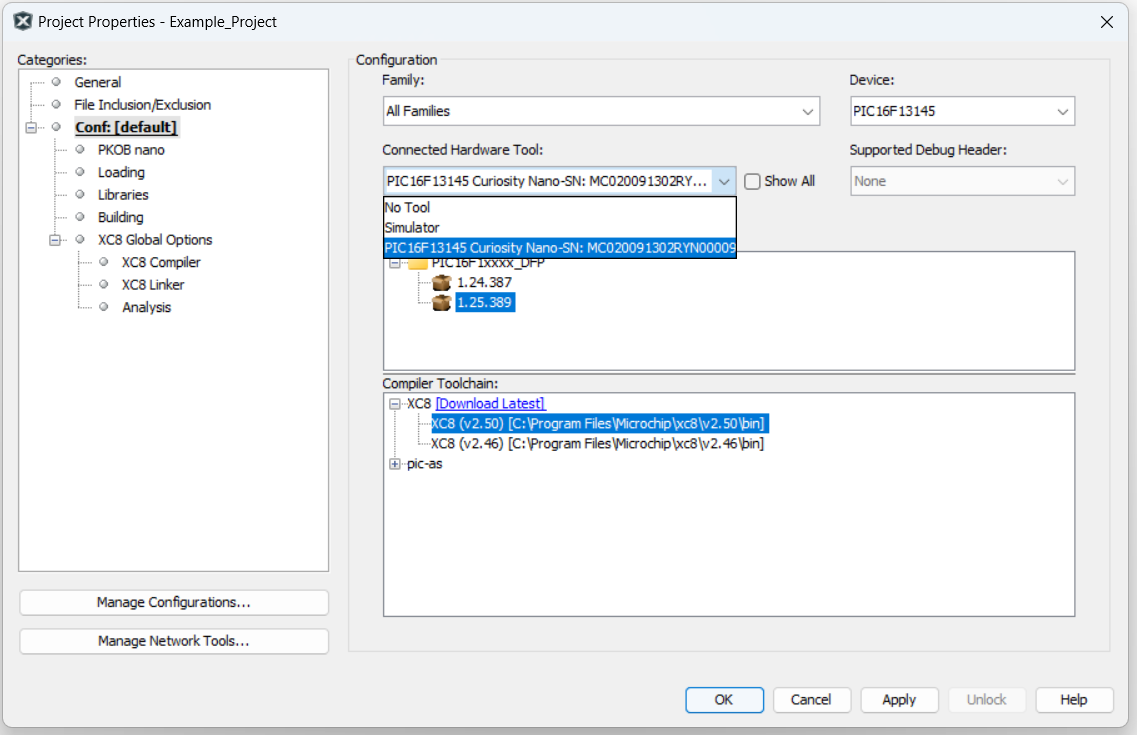 Project Properties - Example_Project
Categories:
General
File Inclusion/Exclusion
Conf: [default]
PKOB nano
Loading
Libraries
Building
XC8 Global Options
XC8 Compiler
XC8 Linker
Analysis
Manage Configurations...
Manage Network Tools...
Configuration
Family:
Device:
All Families
PIC16F13145
Connected Hardware Tool:
Supported Debug Header:
PIC16F13145 Curiosity Nano-SN: MC020091302RY...
Show All
None
No Tool
Simulator
PIC16F13145 Curiosity Nano-SN: MC020091302RYN00009
PIC16F1xxxx_DFP
1.24.387
1.25.389
Compiler Toolchain:
XC8 [Download Latest]
XC8 (v2.50) [C:\Program Files\Microchip\xc8\v2.50\bin]
XC8 (v2.46) [C:\Program Files\Microchip\xc8\v2.46\bin]
pic-as
OK
Cancel
Apply
Unlock
Help